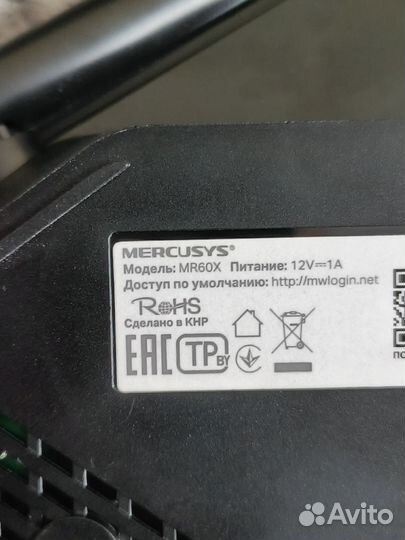 MERCUSYS®
Модель: MR60X Питание: 12V⎓1A
Доступ по умолчанию: http://mwlogin.net
RoHS
Сделано в КНР
EAC TP BY
Avito